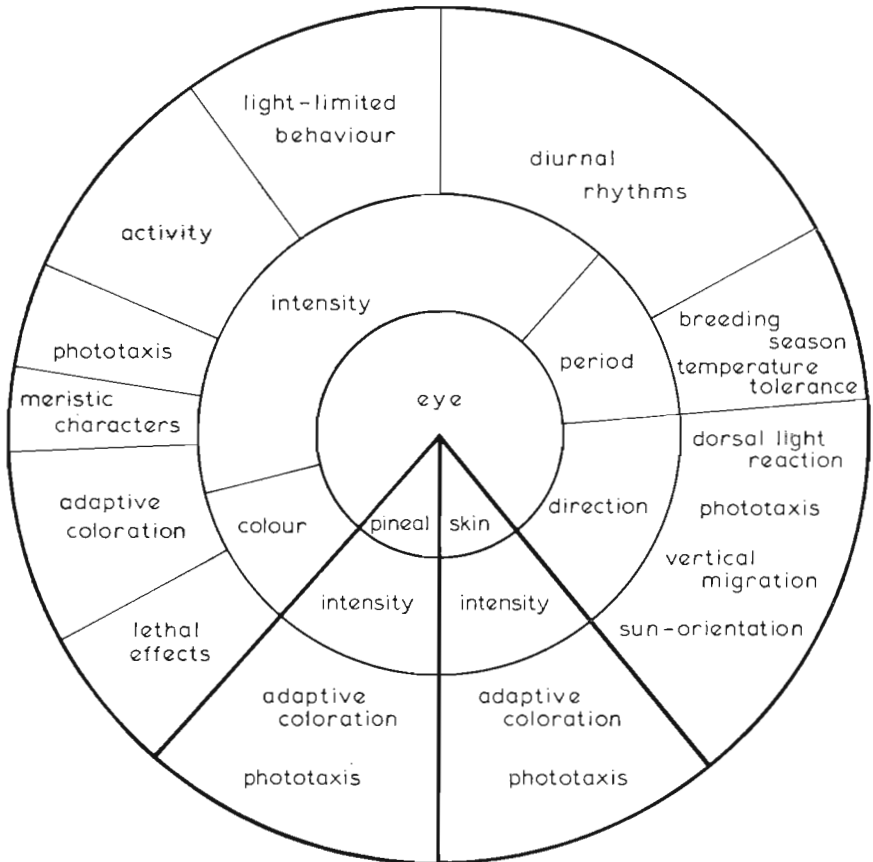 light-limited
behaviour
diurnal
rhythms
activity
intensity
breeding
season
phototaxis
period
temperature
tolerance
meristic
characters
eye
dorsal light
reaction
adaptive
coloration
colour
pineal
skin
direction
phototaxis
vertical
migration
intensity
intensity
lethal
effects
sun-orientation
adaptive
coloration
adaptive
coloration
phototaxis
phototaxis